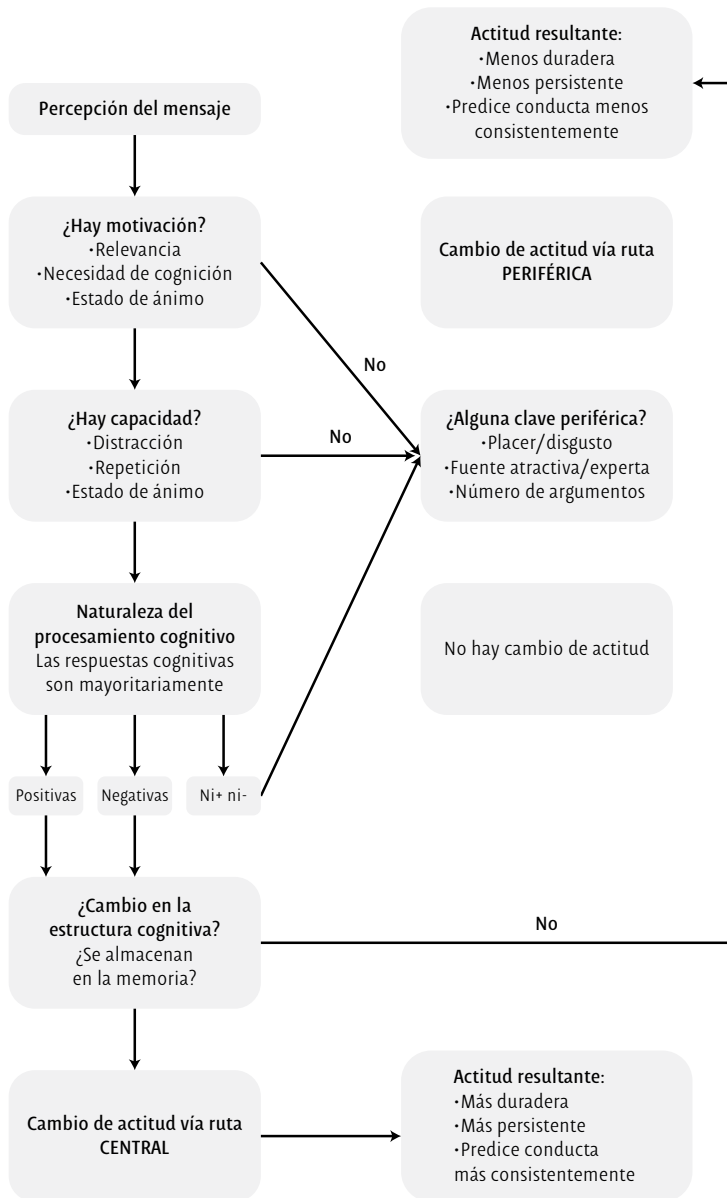 Actitud resultante:
•Menos duradera
•Menos persistente
•Predice conducta menos
consistentemente
Percepción del mensaje
¿Hay motivación?
•Relevancia
•Necesidad de cognición
•Estado de ánimo
Cambio de actitud vía ruta
PERIFÉRICA
No
¿Hay capacidad?
•Distracción
•Repetición
•Estado de ánimo
No
¿Alguna clave periférica?
•Placer/disgusto
•Fuente atractiva/experta
•Número de argumentos
Naturaleza del
procesamiento cognitivo
Las respuestas cognitivas
son mayoritariamente
No hay cambio de actitud
Positivas
Negativas
Ni+ ni-
¿Cambio en la
estructura cognitiva?
¿Se almacenan
en la memoria?
No
Cambio de actitud vía ruta
CENTRAL
Actitud resultante:
•Más duradera
•Más persistente
•Predice conducta
más consistentemente